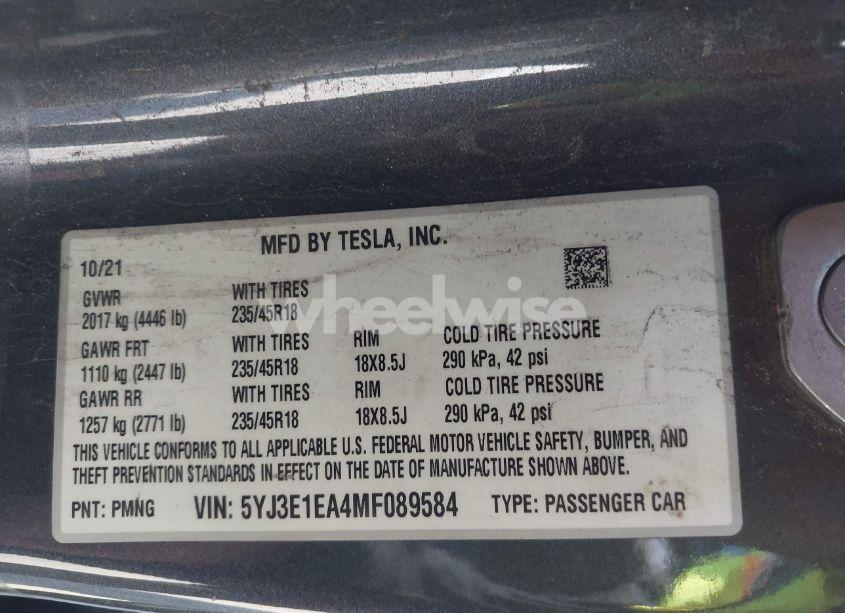 MFD BY TESLA, INC.
10/21
GVWR WITH TIRES
2017 kg (4446 lb) 235/45R18
GAWR FRT WITH TIRES RIM COLD TIRE PRESSURE
1110 kg (2447 lb) 235/45R18 18X8.5J 290 kPa, 42 psi
GAWR RR WITH TIRES RIM COLD TIRE PRESSURE
1257 kg (2771 lb) 235/45R18 18X8.5J 290 kPa, 42 psi
THIS VEHICLE CONFORMS TO ALL APPLICABLE U.S. FEDERAL MOTOR VEHICLE SAFETY, BUMPER, AND
THEFT PREVENTION STANDARDS IN EFFECT ON THE DATE OF MANUFACTURE SHOWN ABOVE.
PNT: PMNG VIN: 5YJ3E1EA4MF089584 TYPE: PASSENGER CAR
wheelwise